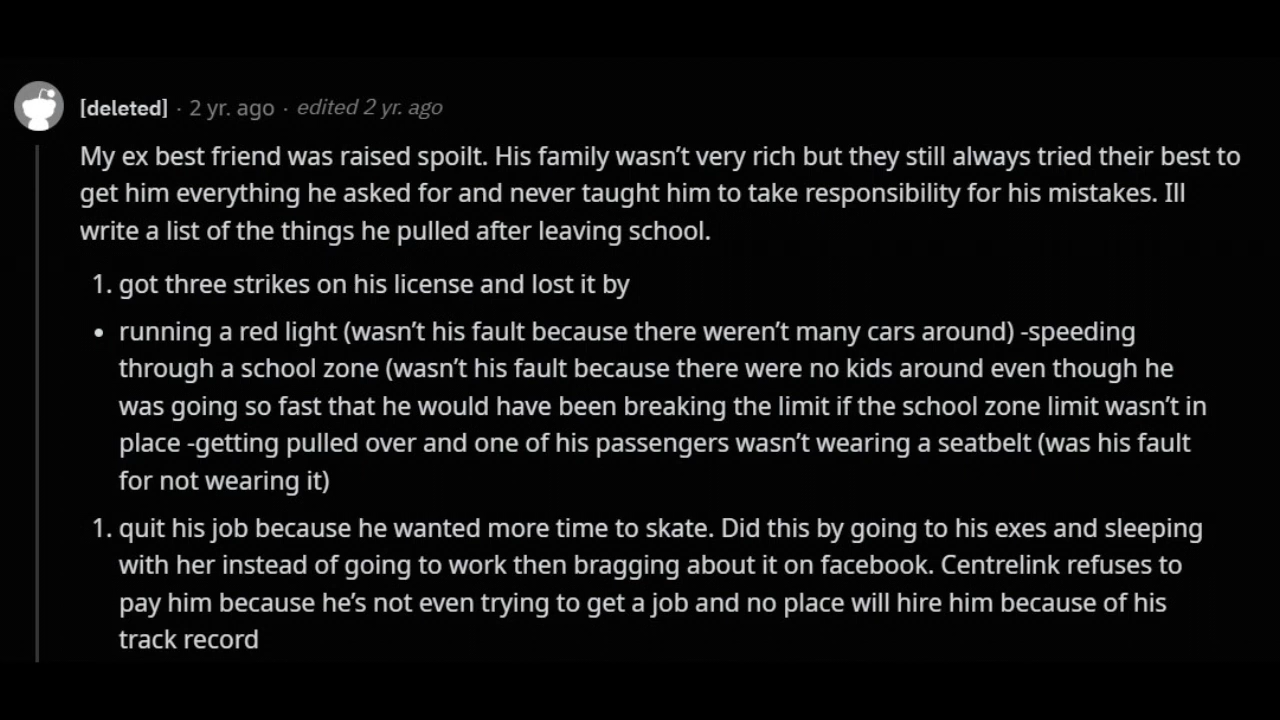 [deleted] · 2 yr. ago · edited 2 yr. ago
My ex best friend was raised spoilt. His family wasn’t very rich but they still always tried their best to
get him everything he asked for and never taught him to take responsibility for his mistakes. Ill
write a list of the things he pulled after leaving school.
1. got three strikes on his license and lost it by
• running a red light (wasn’t his fault because there weren’t many cars around) -speeding
through a school zone (wasn’t his fault because there were no kids around even though he
was going so fast that he would have been breaking the limit if the school zone limit wasn’t in
place -getting pulled over and one of his passengers wasn’t wearing a seatbelt (was his fault
for not wearing it)
1. quit his job because he wanted more time to skate. Did this by going to his exes and sleeping
with her instead of going to work then bragging about it on facebook. Centrelink refuses to
pay him because he’s not even trying to get a job and no place will hire him because of his
track record